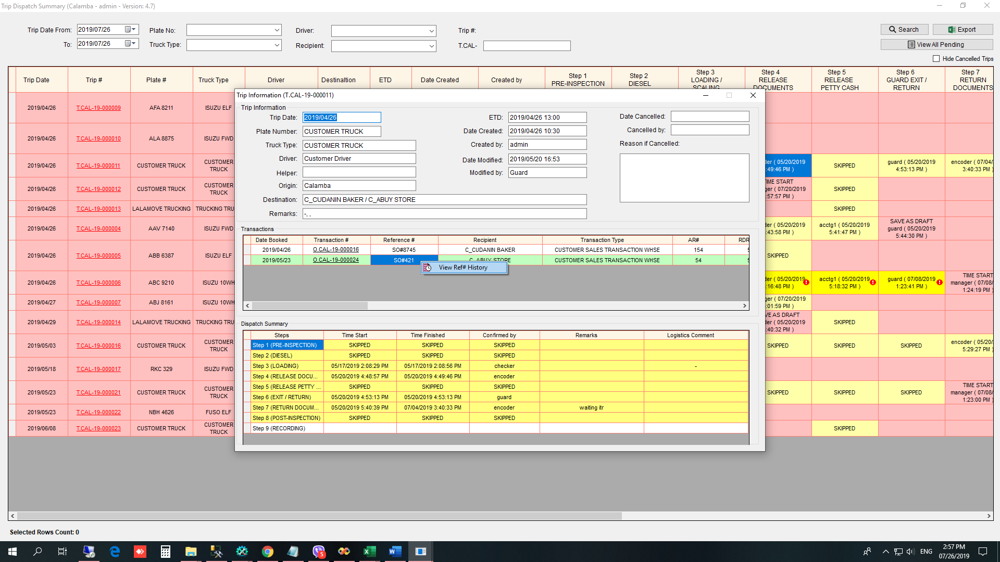 Trip Dispatch Summary (Calamba - admin - Version: 4.7)
Trip Date From: 2019/07/26 Plate No: Driver: Trip #: Search Export
To: 2019/07/26 Truck Type: Recipient: T.CAL- View All Pending
Hide Cancelled Trips
Trip Date Trip # Plate # Truck Type Driver Destinaltion ETD Date Created Created by Step 1 PRE-INSPECTION Step 2 DIESEL Step 3 LOADING / SCALING Step 4 RELEASE DOCUMENTS Step 5 RELEASE PETTY CASH Step 6 GUARD EXIT / RETURN Step 7 RETURN DOCUMENTS
2019/04/26 T.CAL-19-000009 AFA 8211 ISUZU ELF
2019/04/26 T.CAL-19-000010 ALA 8875 ISUZU FWD
2019/04/26 T.CAL-19-000011 CUSTOMER TRUCK CUSTOMER TRUCK der ( 05/20/2019 :49:46 PM ) SKIPPED guard ( 05/20/2019 4:53:13 PM ) encoder ( 07/04/ 3:40:33 PM )
2019/04/26 T.CAL-19-000012 CUSTOMER TRUCK CUSTOMER TRUCK TIME START ger ( 07/20/2019 :57:57 PM ) SKIPPED
2019/04/26 T.CAL-19-000013 LALAMOVE TRUCKING TRUCKING TRU SKIPPED
2019/04/26 T.CAL-19-000004 AAV 7140 ISUZU FWD der ( 05/20/2019 :43:58 PM ) acctg1 ( 05/20/2019 5:41:47 PM ) SAVE AS DRAFT guard ( 05/20/2019 5:44:30 PM )
2019/04/26 T.CAL-19-000005 ABB 6387 ISUZU ELF SKIPPED
2019/04/26 T.CAL-19-000006 ABC 9210 ISUZU 10WH der ( 05/20/2019 :16:48 PM ) acctg1 ( 05/20/2019 5:18:32 PM ) guard ( 07/08/2019 1:23:41 PM ) TIME START manager ( 07/08/ 1:24:19 PM )
2019/04/27 T.CAL-19-000007 ABJ 8161 ISUZU 10WH ger ( 07/20/2019 :01:59 PM )
2019/04/29 T.CAL-19-000014 LALAMOVE TRUCKING TRUCKING TRU VE AS DRAFT der ( 05/20/2019 :40:32 PM ) SKIPPED
2019/05/03 T.CAL-19-000016 CUSTOMER TRUCK CUSTOMER TRUCK SKIPPED SKIPPED SKIPPED encoder ( 05/20/ 5:29:27 PM )
2019/05/18 T.CAL-19-000017 RKC 329 ISUZU FWD
2019/05/23 T.CAL-19-000021 CUSTOMER TRUCK CUSTOMER TRUCK SKIPPED SKIPPED SKIPPED TIME START manager ( 07/08/ 1:23:00 PM )
2019/05/23 T.CAL-19-000022 NBH 4626 FUSO ELF
2019/06/08 T.CAL-19-000023 CUSTOMER TRUCK CUSTOMER TRUCK SKIPPED
Trip Information (T.CAL-19-000011)
Trip Information
Trip Date: 2019/04/26 ETD: 2019/04/26 13:00 Date Cancelled:
Plate Number: CUSTOMER TRUCK Date Created: 2019/04/26 10:30 Cancelled by:
Truck Type: CUSTOMER TRUCK Created by: admin Reason if Cancelled:
Driver: Customer Driver Date Modified: 2019/05/20 16:53
Helper: Modified by: Guard
Origin: Calamba
Destination: C_CUDANIN BAKER / C_ABUY STORE
Remarks: -, ,
Transactions
Date Booked Transaction # Reference # Recipient Transaction Type AR# RDR
2019/04/26 O.CAL-19-000016 SO#8745 C_CUDANIN BAKER CUSTOMER SALES TRANSACTION WHSE 154 5
2019/05/23 O.CAL-19-000024 SO#421 C_ABUY STORE CUSTOMER SALES TRANSACTION WHSE 54 5
View Ref# History
Dispatch Summary
Steps Time Start Time Finished Confirmed by Remarks Logistics Comment
Step 1 (PRE-INSPECTION) SKIPPED SKIPPED SKIPPED
Step 2 (DIESEL) SKIPPED SKIPPED SKIPPED
Step 3 (LOADING) 05/17/2019 2:08:29 PM 05/17/2019 2:08:56 PM checker -
Step 4 (RELEASE DOCU... 05/20/2019 4:48:57 PM 05/20/2019 4:49:46 PM encoder
Step 5 (RELEASE PETTY ... SKIPPED SKIPPED SKIPPED
Step 6 (EXIT / RETURN) 05/20/2019 4:53:13 PM 05/20/2019 4:53:13 PM guard
Step 7 (RETURN DOCUM... 05/20/2019 5:40:39 PM 07/04/2019 3:40:33 PM encoder waiting itr
Step 8 (POST-INSPECTION) SKIPPED SKIPPED SKIPPED
Step 9 (RECORDING)
Selected Rows Count: 0
5
ENG
2:57 PM
07/26/2019